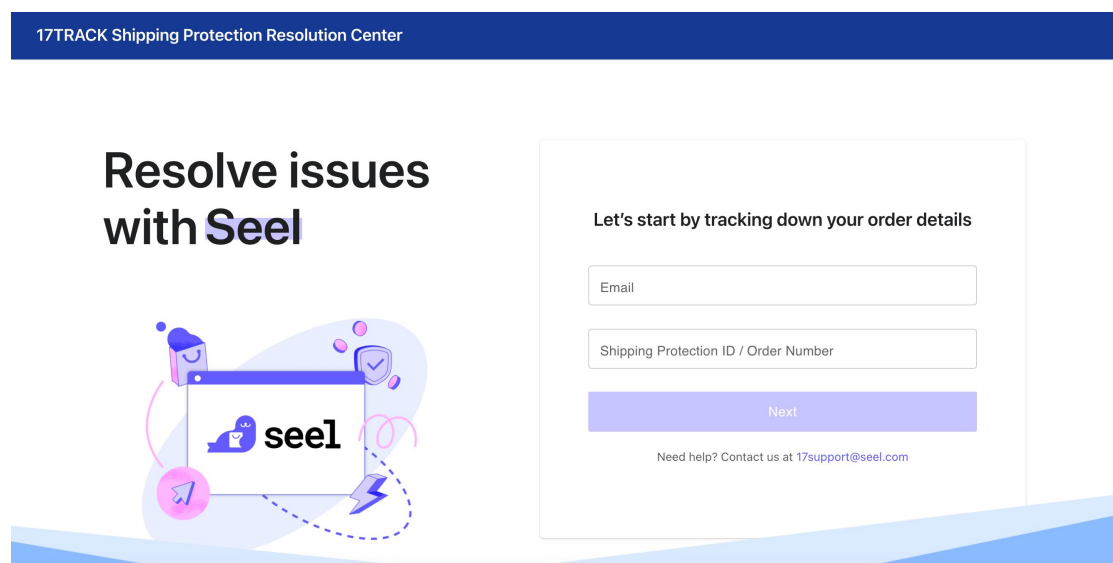 17TRACK Shipping Protection Resolution Center
Resolve issues
with Seel
seel
Let's start by tracking down your order details
Email
Shipping Protection ID / Order Number
Next
Need help? Contact us at 17support@seel.com